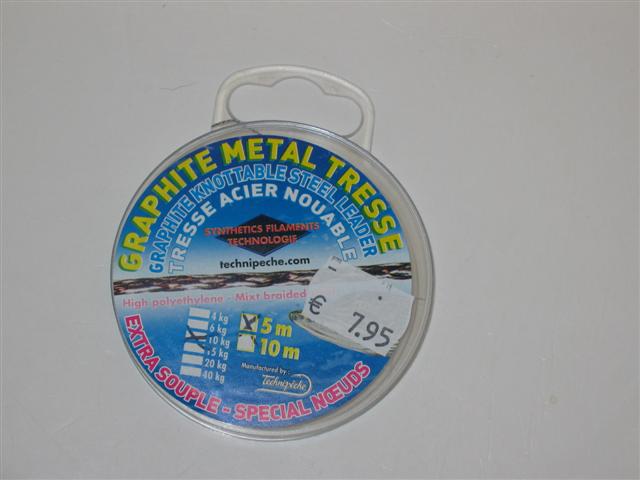 GRAPHITE METAL TRESSE
GRAPHITE KNOTTABLE STEEL LEADER
TRESSE ACIER NOUABLE
SYNTHETICS FILAMENTS
TECHNOLOGIE
technipeche.com
High polyethylene - Mixt braided
4 kg
6 kg
10 kg
15 kg
20 kg
40 kg
X 5 m
10 m
Manufactured by :
Technipêche
€ 7.95
EXTRA SOUPLE - SPECIAL NŒUDS